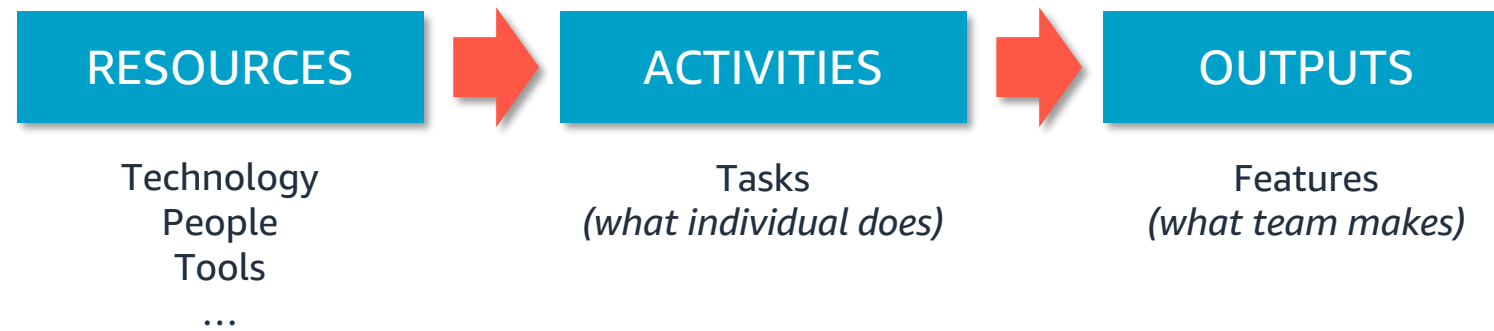 RESOURCES
Technology
People
Tools
…
ACTIVITIES
Tasks
(what individual does)
OUTPUTS
Features
(what team makes)